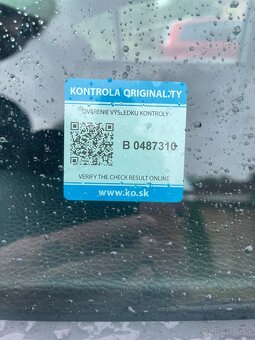 KONTROLA ORIGINALITY
OVERENIE VÝSLEDKU KONTROLY:
B 0487310
VERIFY THE CHECK RESULT ONLINE
www.ko.sk